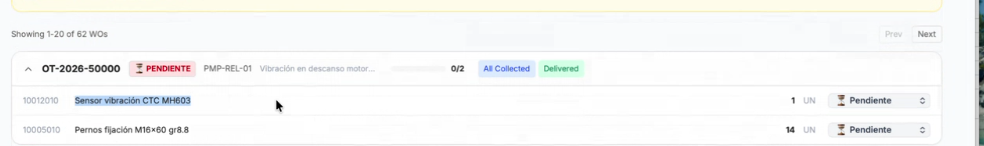 Showing 1-20 of 62 WOs
Prev Next
OT-2026-50000 PENDIENTE PMP-REL-01 Vibración en descanso motor... 0/2 All Collected Delivered
10012010 Sensor vibración CTC MH603 1 UN Pendiente
10005010 Pernos fijación M16×60 gr8.8 14 UN Pendiente